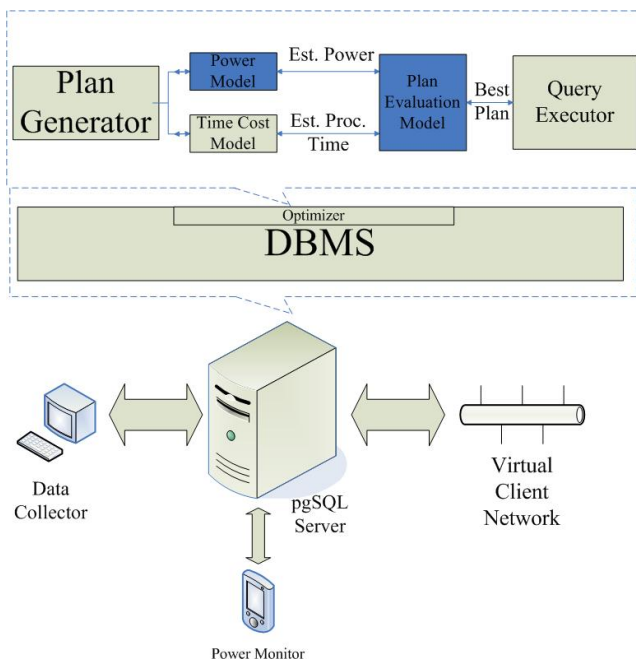 Plan
Generator
Power
Model
Est. Power
Time Cost
Model
Est. Proc.
Time
Plan
Evaluation
Model
Best
Plan
Query
Executor
Optimizer
DBMS
Data
Collector
pgSQL
Server
Virtual
Client
Network
Power Monitor